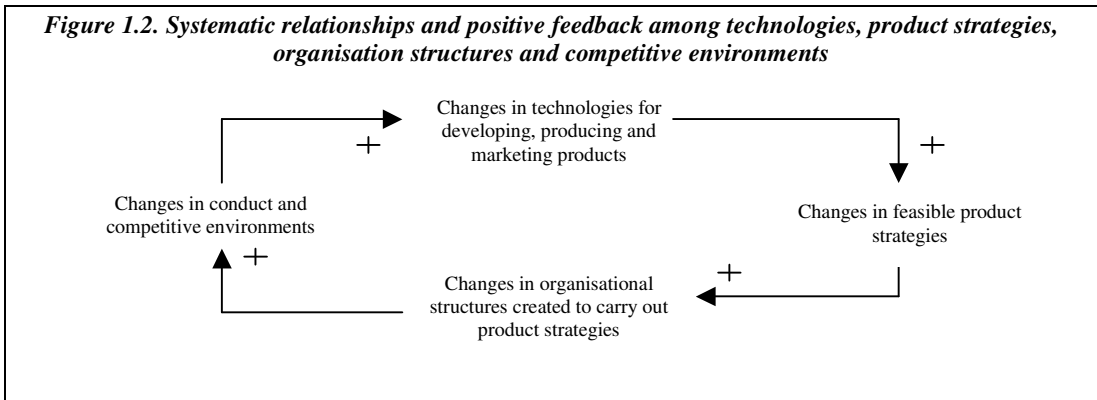 Figure 1.2. Systematic relationships and positive feedback among technologies, product strategies,
organisation structures and competitive environments
Changes in technologies for
developing, producing and
marketing products
+
+
Changes in conduct and
competitive environments
Changes in feasible product
strategies
+
+
Changes in organisational
structures created to carry out
product strategies